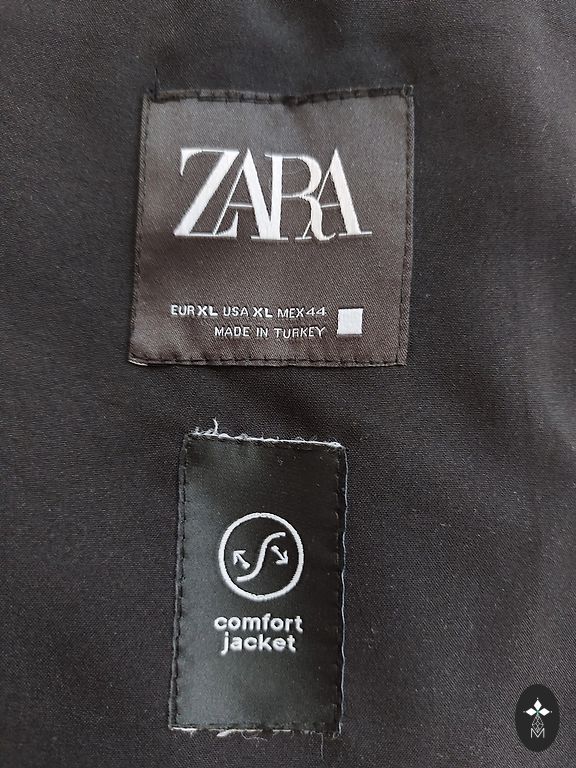 ZARA
EUR XL USA XL MEX 44
MADE IN TURKEY
comfort
jacket
M